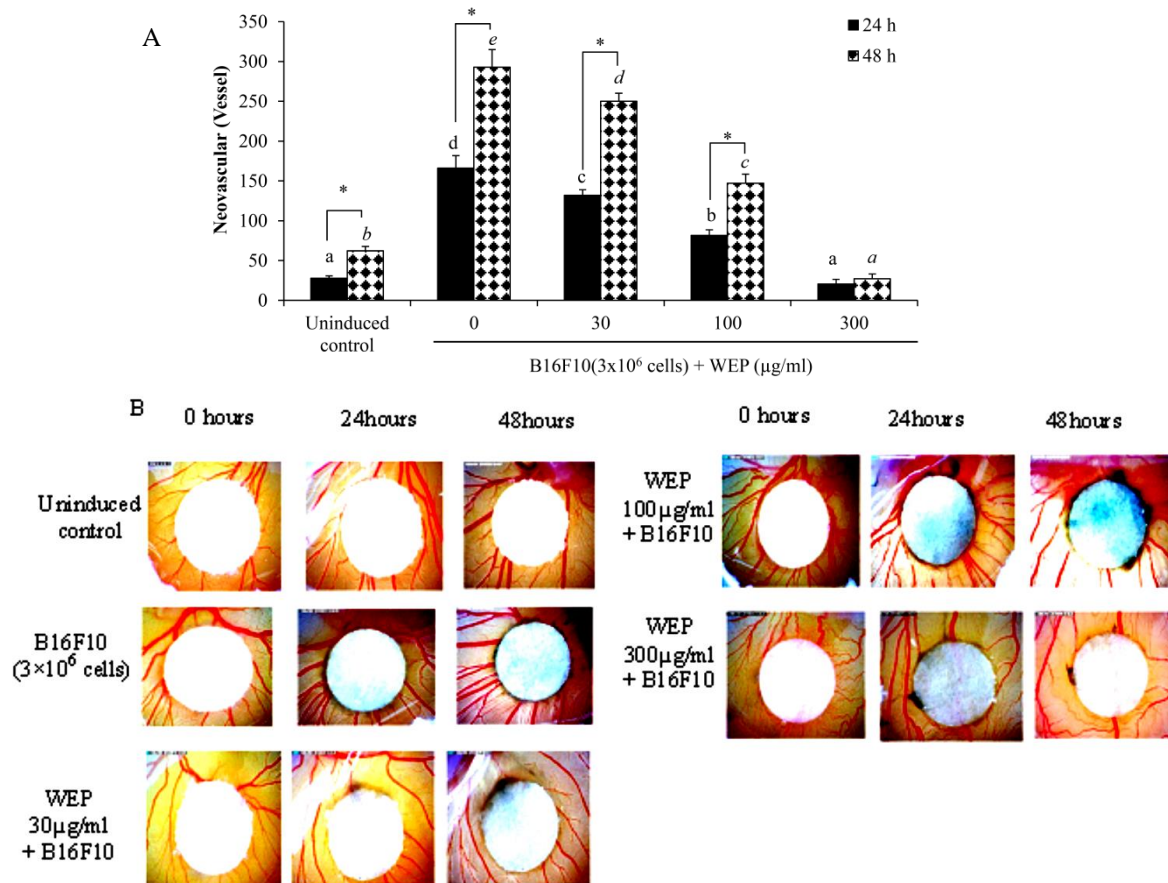 A
24 h
48 h
Neovascular (Vessel)
350
300
250
200
150
100
50
0
*
a
b
*
d
e
*
c
d
*
b
c
a
a
Uninduced
control
0
30
100
300
B16F10(3x10⁶ cells) + WEP (µg/ml)
B
0 hours
24hours
48hours
Uninduced
control
B16F10
(3×10⁶ cells)
WEP
30µg/ml
+ B16F10
0 hours
24hours
48hours
WEP
100µg/ml
+ B16F10
WEP
300µg/ml
+ B16F10